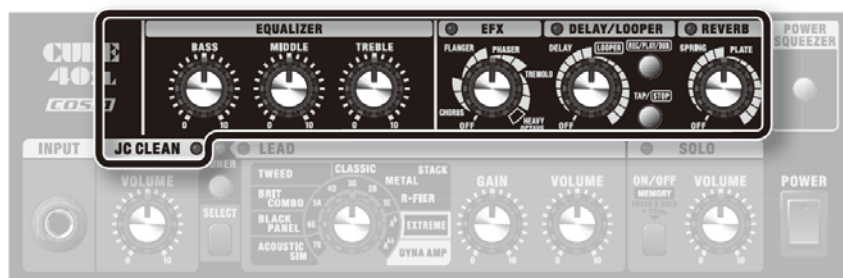 EQUALIZER
EFX
DELAY/LOOPER
REVERB
POWER
SQUEEZER
CUBE
40XL
COSM
BASS
MIDDLE
TREBLE
0 10
0 10
0 10
FLANGER
PHASER
TREMOLO
HEAVY
OCTAVE
CHORUS
OFF
DELAY
LOOPER
REC/PLAY/DUB
TAP/STOP
OFF
SPRING
PLATE
OFF
INPUT
JC CLEAN
TUNER
LEAD
SOLO
VOLUME
0 10
SELECT
TWEED
CLASSIC
STACK
BRIT
COMBO
METAL
R-FIER
BLACK
PANEL
EXTREME
ACOUSTIC
SIM
DYNA AMP
GAIN
0 10
VOLUME
0 10
ON/OFF
MEMORY
VOLUME
0 10
POWER